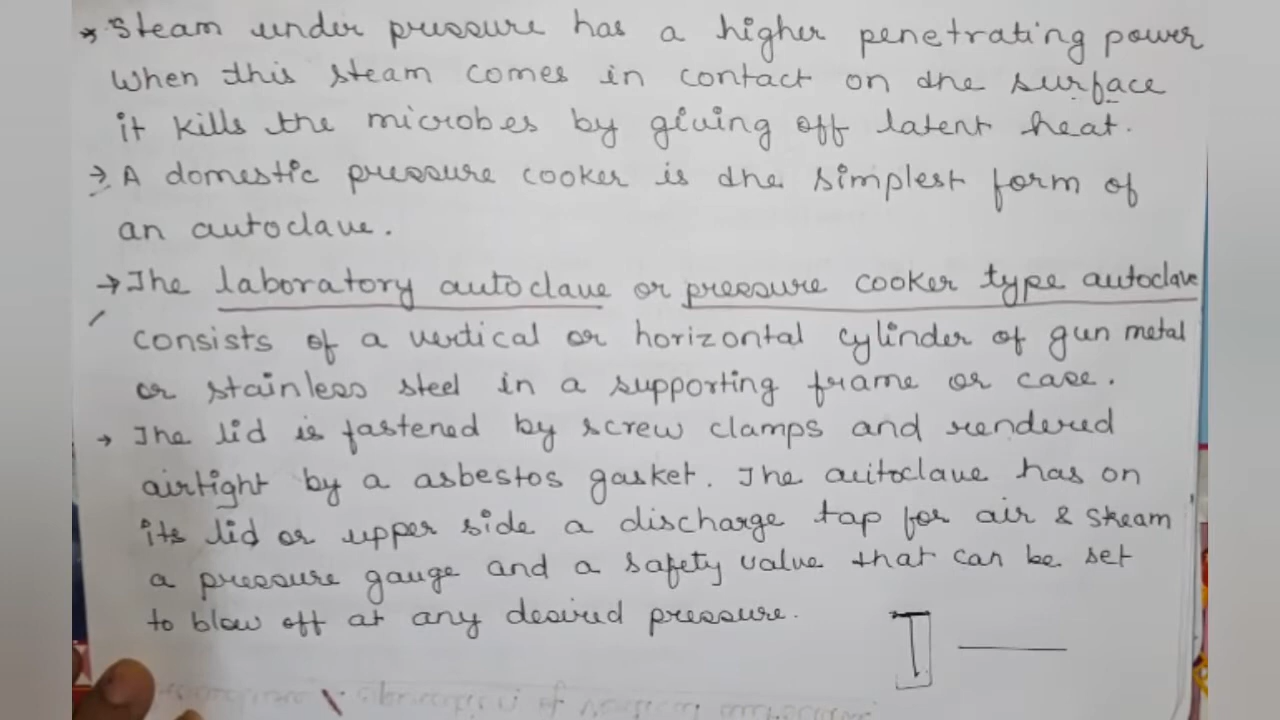 * Steam under pressure has a higher penetrating power
When this steam comes in contact on the surface
it kills the microbes by giving off latent heat.
→ A domestic pressure cooker is the simplest form of
an autoclave.
→ The laboratory autoclave or pressure cooker type autoclave
consists of a vertical or horizontal cylinder of gun metal
or stainless steel in a supporting frame or case.
→ The lid is fastened by screw clamps and rendered
airtight by a asbestos gasket. The autoclave has on
its lid or upper side a discharge tap for air & steam
a pressure gauge and a safety value that can be set
to blow off at any desired pressure.